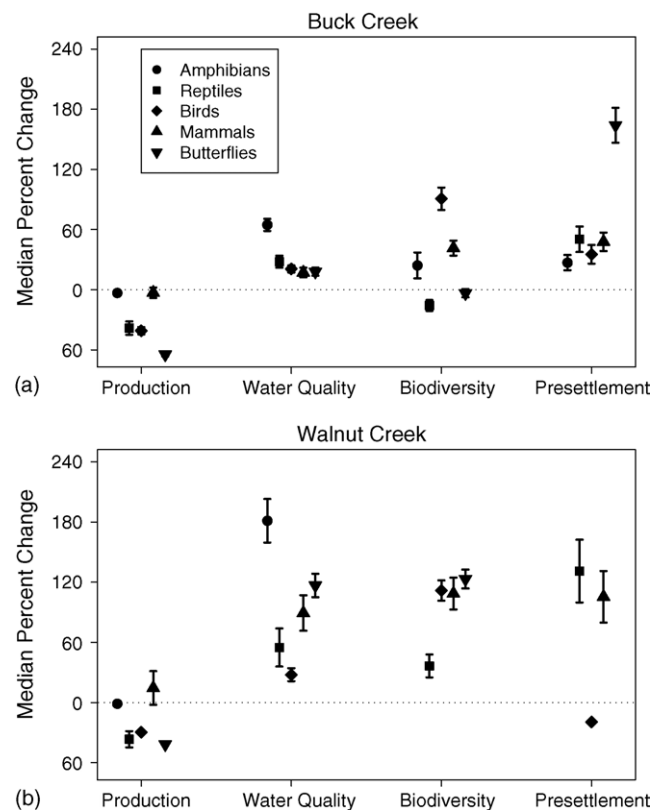 Buck Creek
Median Percent Change
240
180
120
60
0
60
Amphibians
Reptiles
Birds
Mammals
Butterflies
(a)
Production Water Quality Biodiversity Presettlement
Walnut Creek
Median Percent Change
240
180
120
60
0
60
(b)
Production Water Quality Biodiversity Presettlement